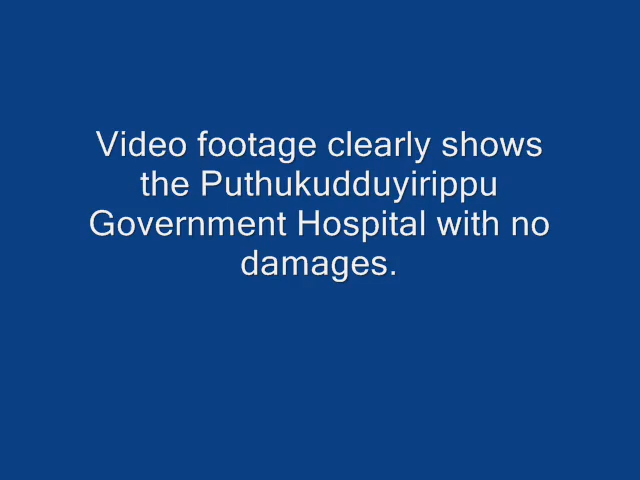 Video footage clearly shows
the Puthukudduyirippu
Government Hospital with no
damages.